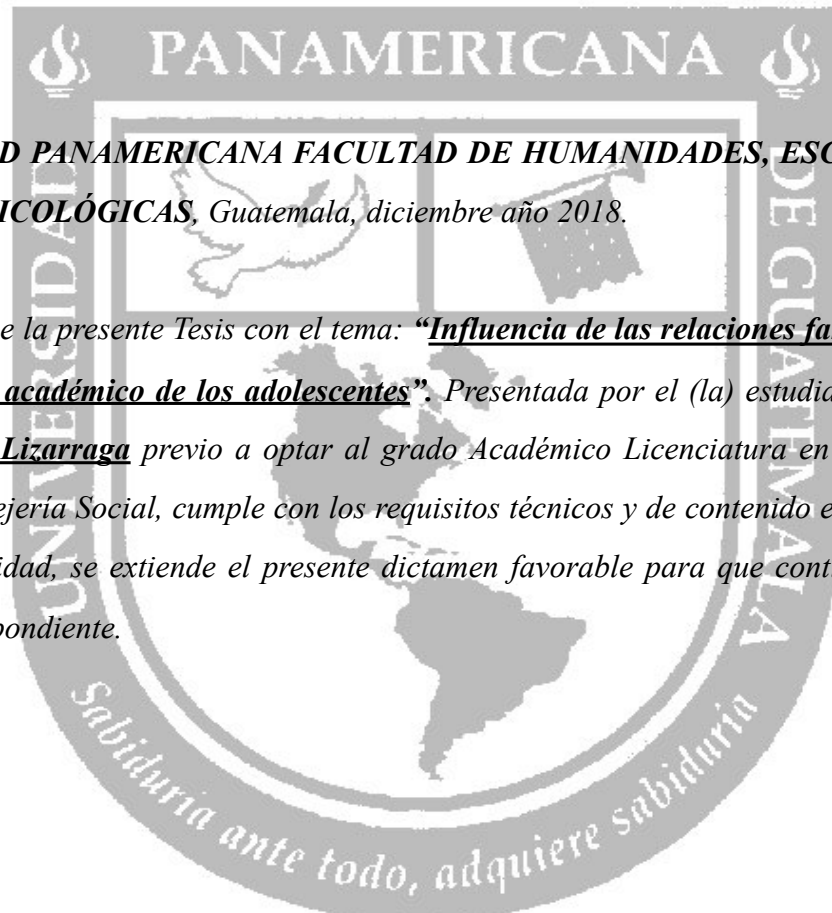 PANAMERICANA
UNIVERSIDAD
DE GUATEMALA
D PANAMERICANA FACULTAD DE HUMANIDADES, ESC
ICOLÓGICAS, Guatemala, diciembre año 2018.
e la presente Tesis con el tema: “Influencia de las relaciones fa
académico de los adolescentes”. Presentada por el (la) estudia
Lizarraga previo a optar al grado Académico Licenciatura en
ejería Social, cumple con los requisitos técnicos y de contenido e
idad, se extiende el presente dictamen favorable para que cont
pondiente.
Sabiduría ante todo, adquiere sabiduría